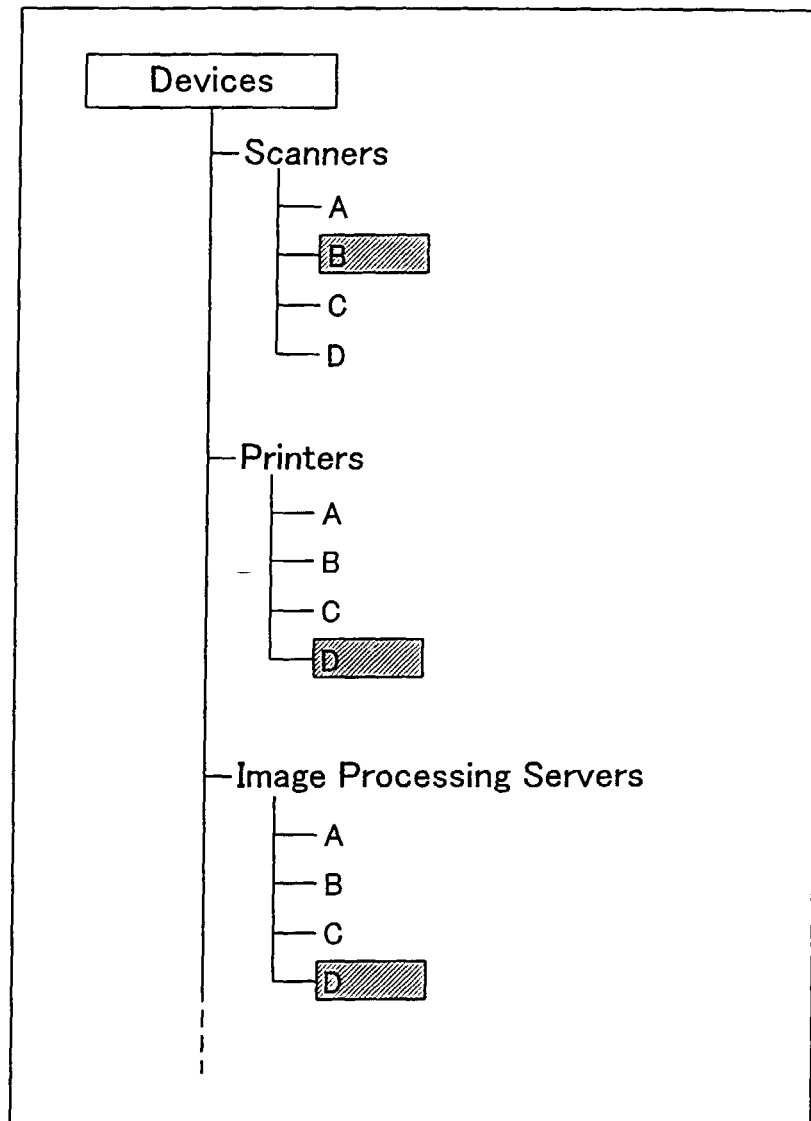 Devices
Scanners
A
B
C
D
Printers
A
B
C
D
Image Processing Servers
A
B
C
D